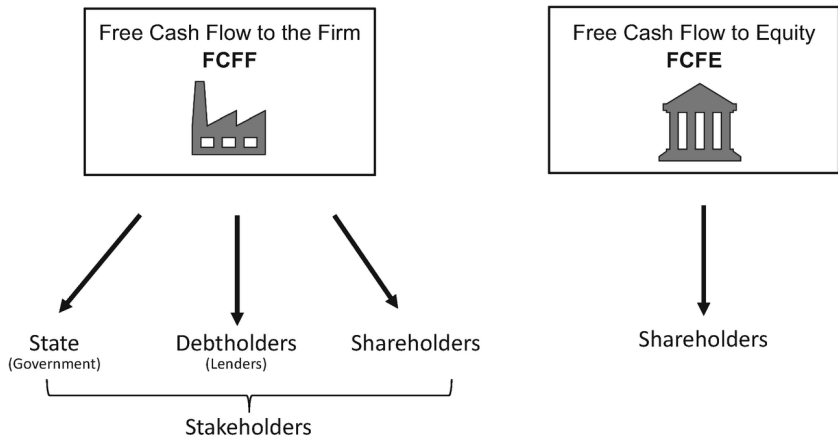 Free Cash Flow to the Firm
FCFF
Free Cash Flow to Equity
FCFE
State
(Government)
Debtholders
(Lenders)
Shareholders
Stakeholders
Shareholders